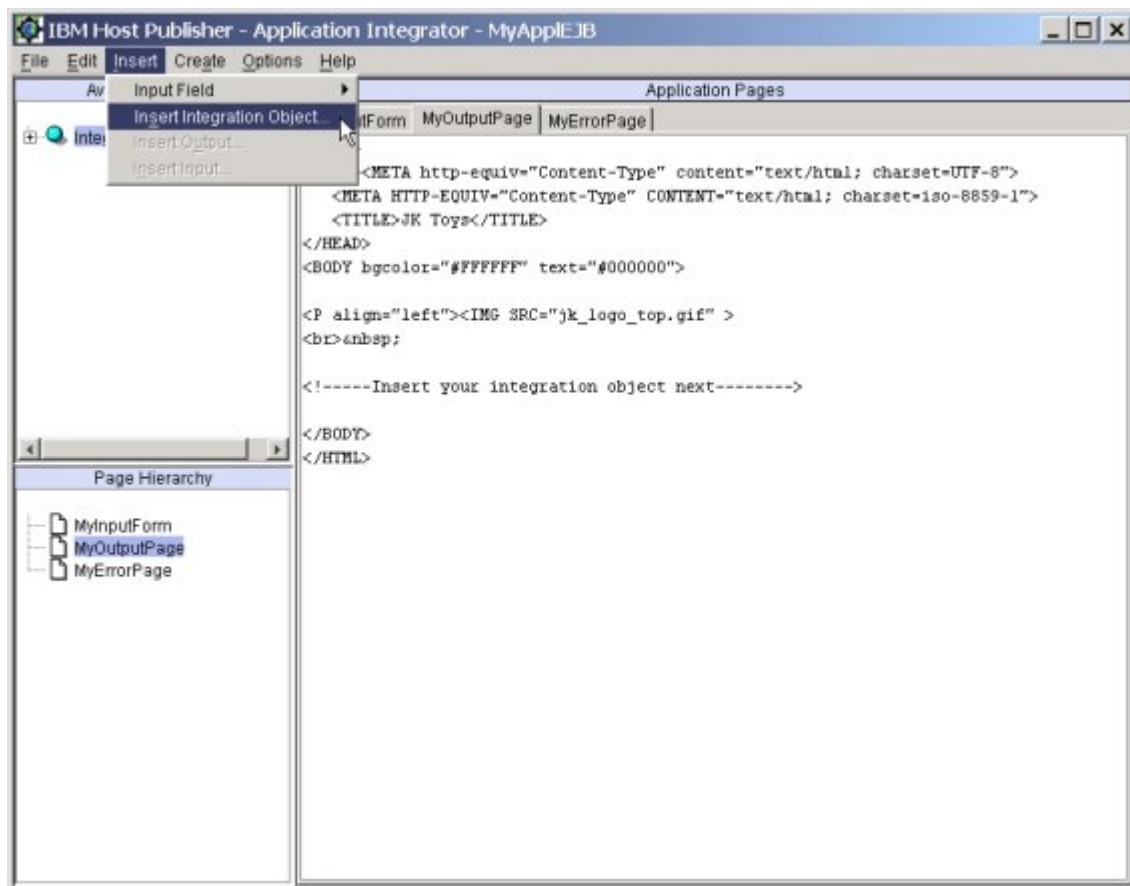 IBM Host Publisher - Application Integrator - MyApplEJB
File Edit Insert Create Options Help
Av
Application Pages
Input Field
Insert Integration Object...
Insert Output...
Insert Input...
Inte
tForm MyOutputPage MyErrorPage
<META http-equiv="Content-Type" content="text/html; charset=UTF-8">
<META HTTP-EQUIV="Content-Type" CONTENT="text/html; charset=iso-8859-1">
<TITLE>JK Toys</TITLE>
</HEAD>
<BODY bgcolor="#FFFFFF" text="#000000">
<P align="left"><IMG SRC="jk_logo_top.gif" >
<br>&nbsp;
<!-----Insert your integration object next-------->
</BODY>
</HTML>
Page Hierarchy
MyInputForm
MyOutputPage
MyErrorPage